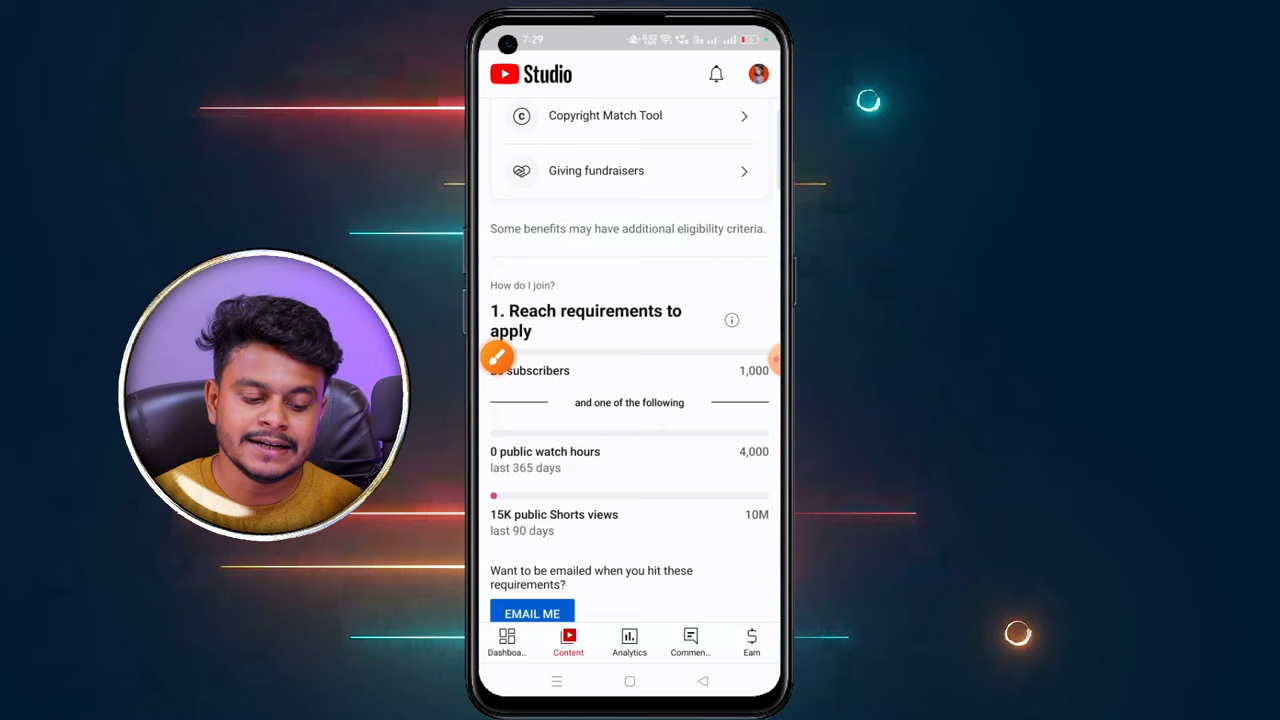 7:29
Studio
Copyright Match Tool
Giving fundraisers
Some benefits may have additional eligibility criteria.
How do I join?
1. Reach requirements to
apply
subscribers 1,000
and one of the following
0 public watch hours 4,000
last 365 days
15K public Shorts views 10M
last 90 days
Want to be emailed when you hit these
requirements?
EMAIL ME
Dashboa... Content Analytics Commen... Earn